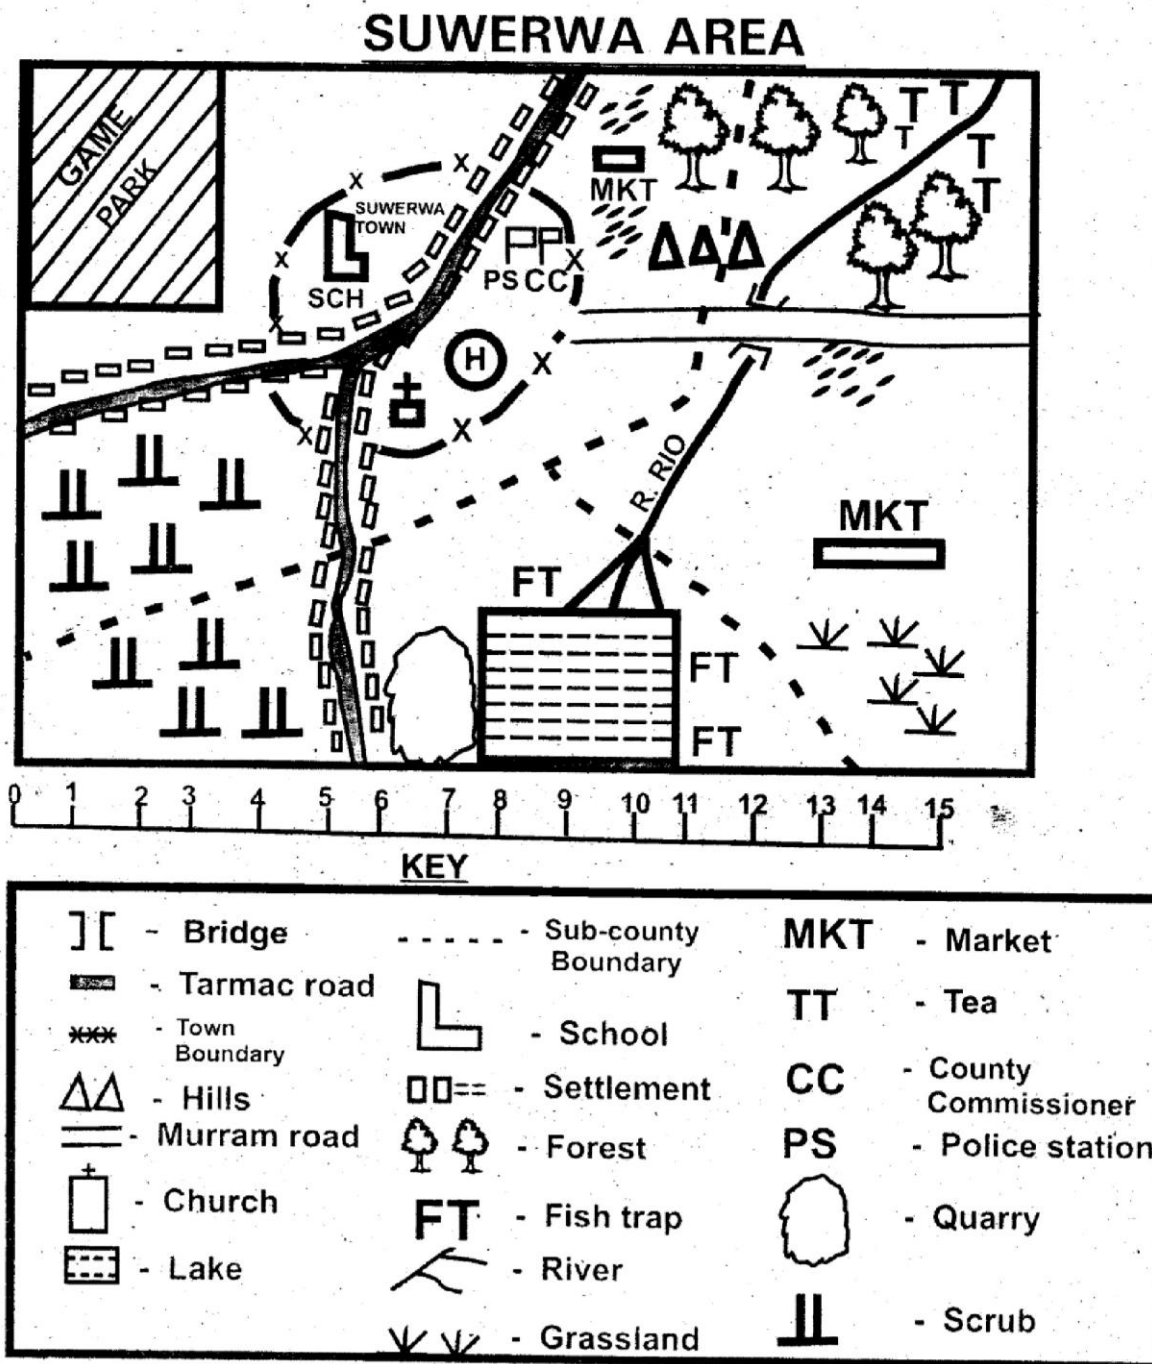 SUWERWA AREA
GAME
PARK
SUWERWA
TOWN
SCH
PS CC
MKT
T T
T
T
T
H
R. RIO
MKT
FT
FT
FT
0 1 2 3 4 5 6 7 8 9 10 11 12 13 14 15
KEY
Bridge
Tarmac road
Town
Boundary
Hills
Murram road
Church
Lake
Sub-county
Boundary
School
Settlement
Forest
FT - Fish trap
River
Grassland
MKT - Market
TT - Tea
CC - County
Commissioner
PS - Police station
Quarry
Scrub